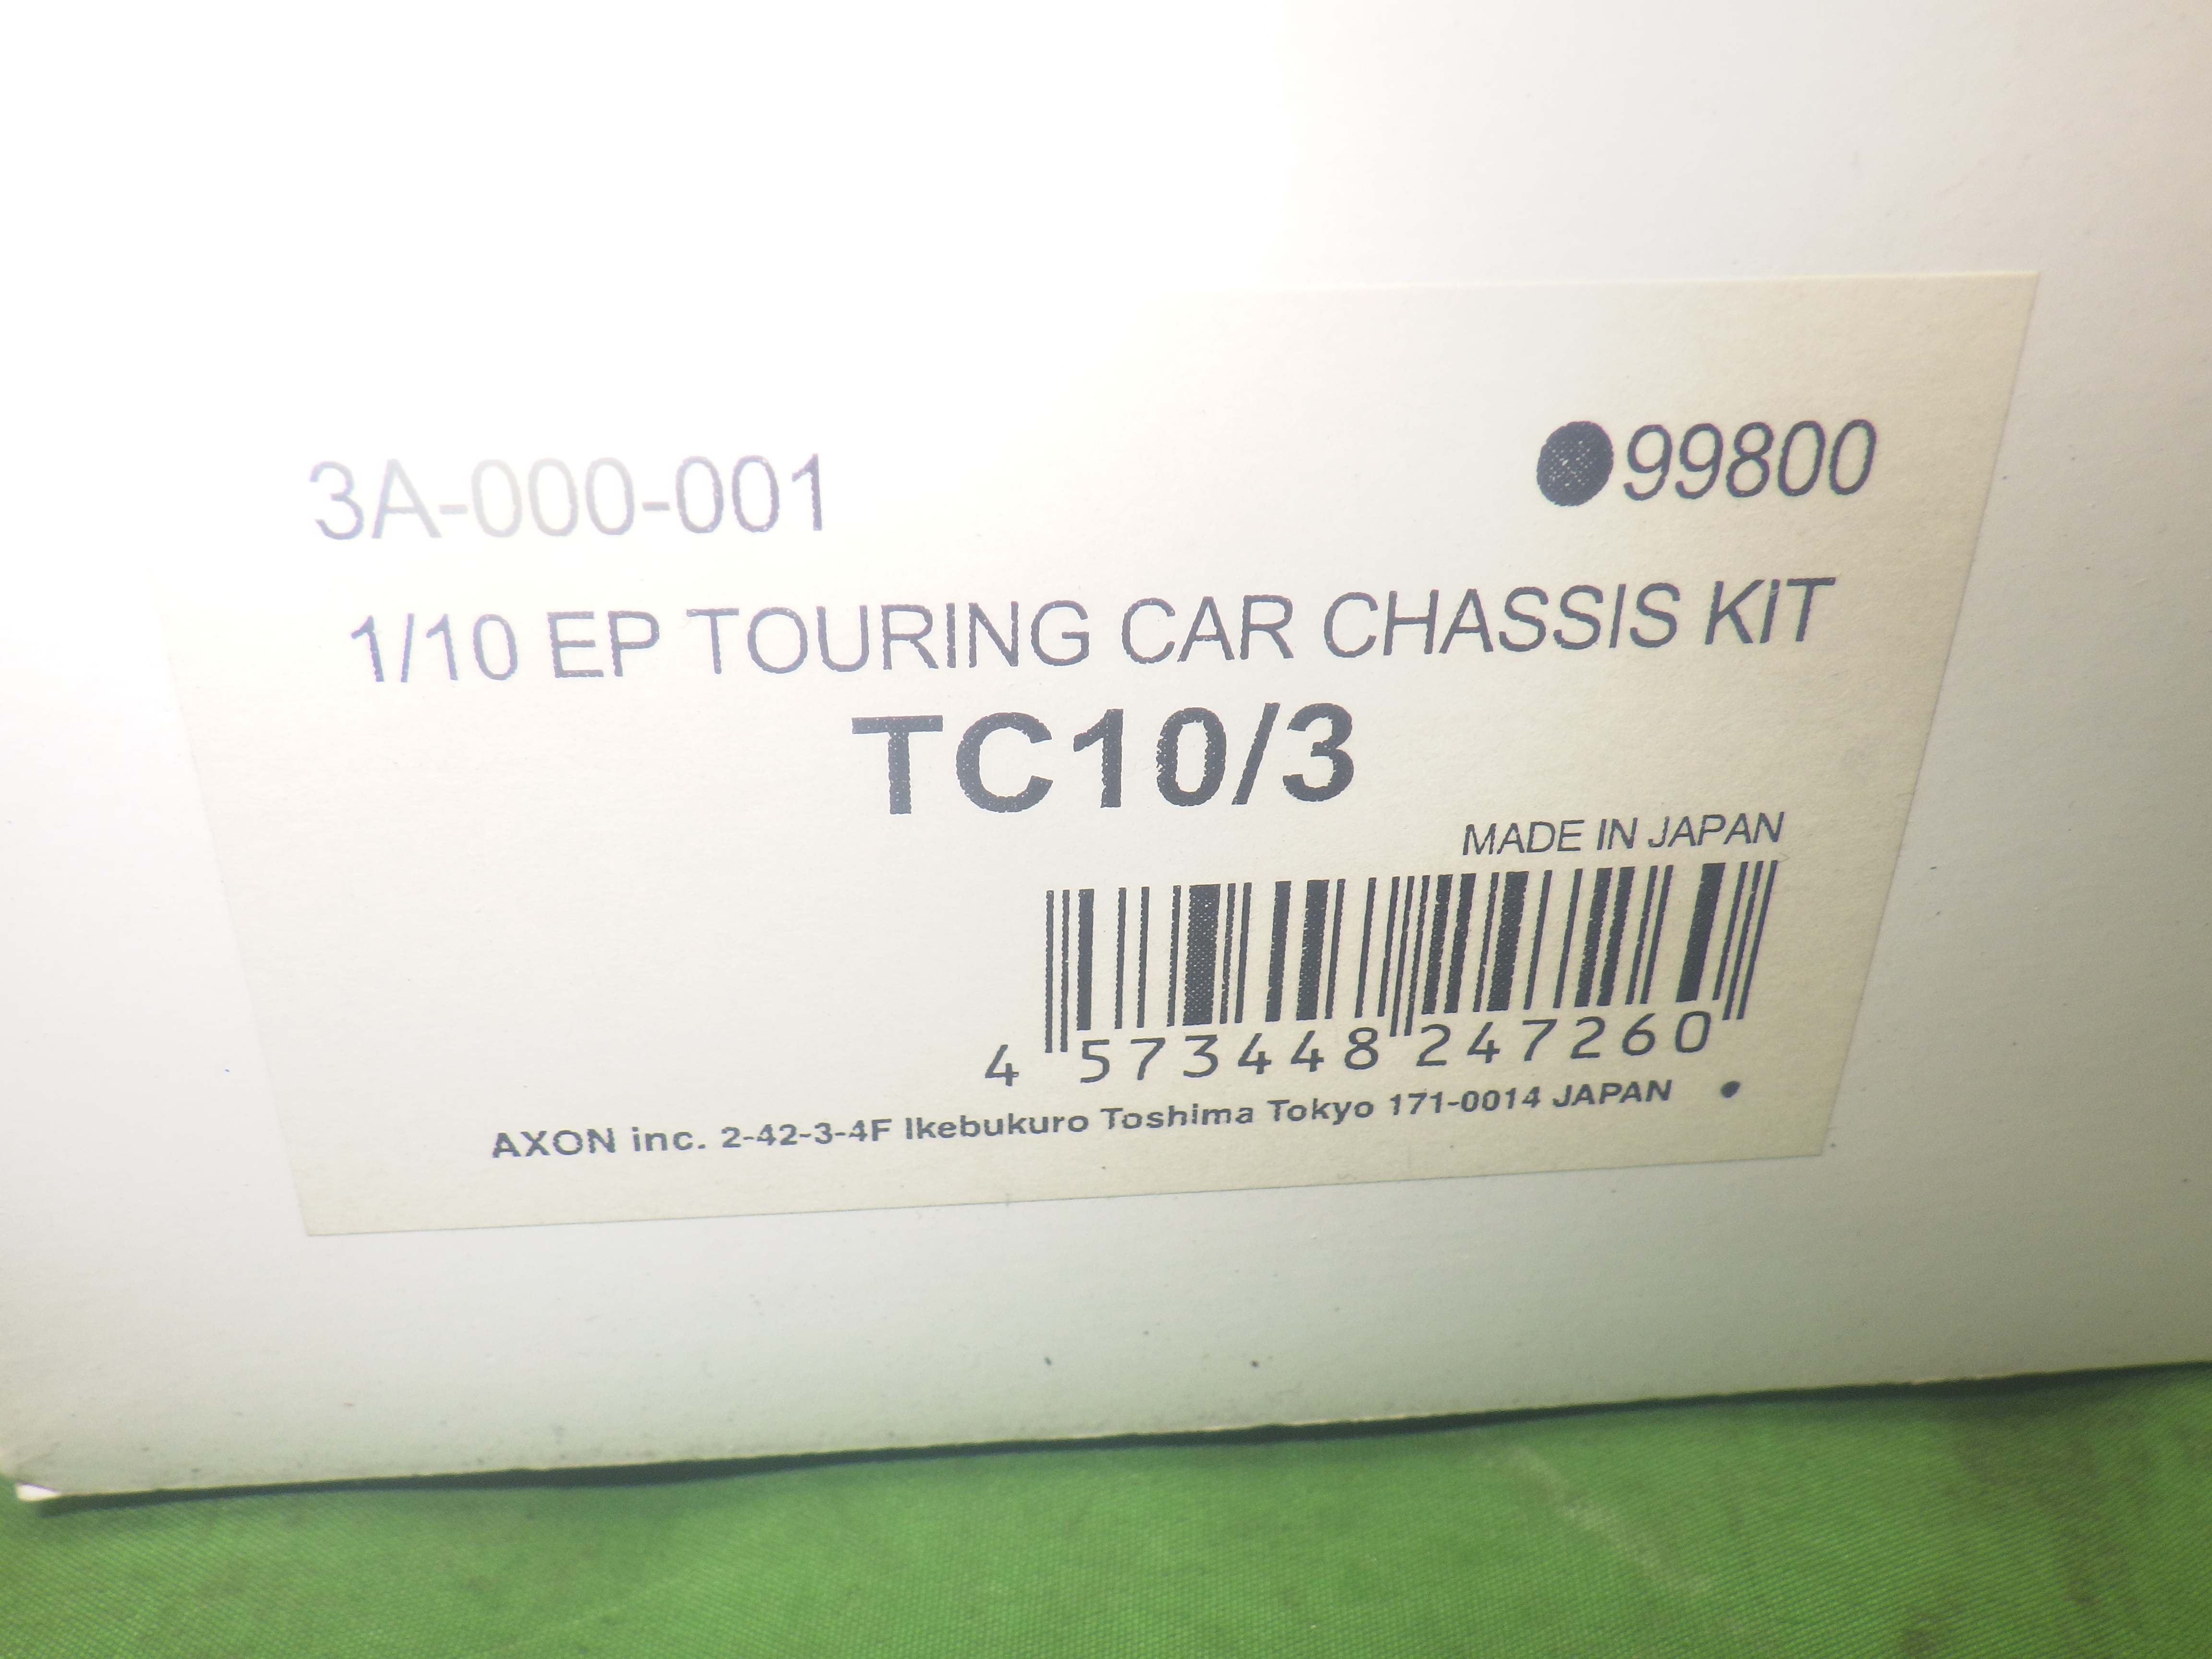 3A-000-001 ●99800
1/10 EP TOURING CAR CHASSIS KIT
TC10/3
MADE IN JAPAN
4 573448 247260
AXON inc. 2-42-3-4F Ikebukuro Toshima Tokyo 171-0014 JAPAN